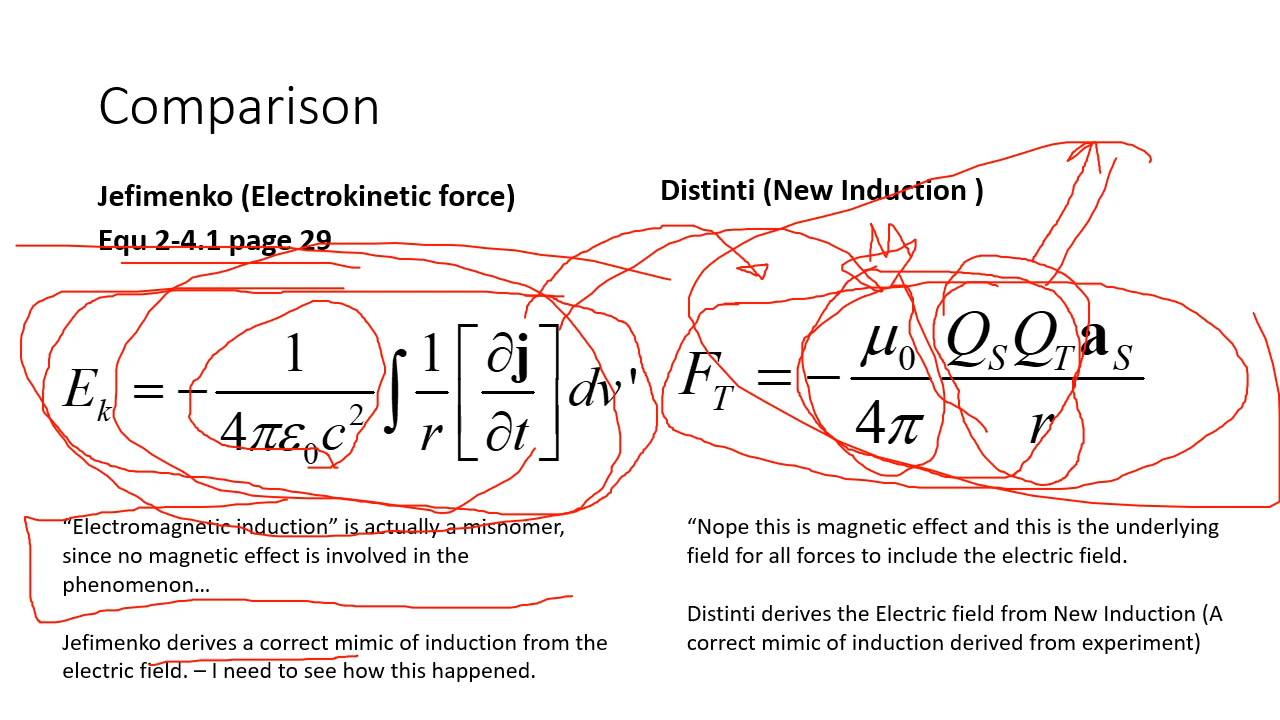 Comparison
Jefimenko (Electrokinetic force)
Equ 2-4.1 page 29
E_k = - 1 / (4πε₀c²) ∫ 1/r [∂j/∂t] dv'
“Electromagnetic induction” is actually a misnomer,
since no magnetic effect is involved in the
phenomenon…
Jefimenko derives a correct mimic of induction from the
electric field. – I need to see how this happened.
Distinti (New Induction )
F_T = - μ₀/4π Q_S Q_T a_S / r
“Nope this is magnetic effect and this is the underlying
field for all forces to include the electric field.
Distinti derives the Electric field from New Induction (A
correct mimic of induction derived from experiment)